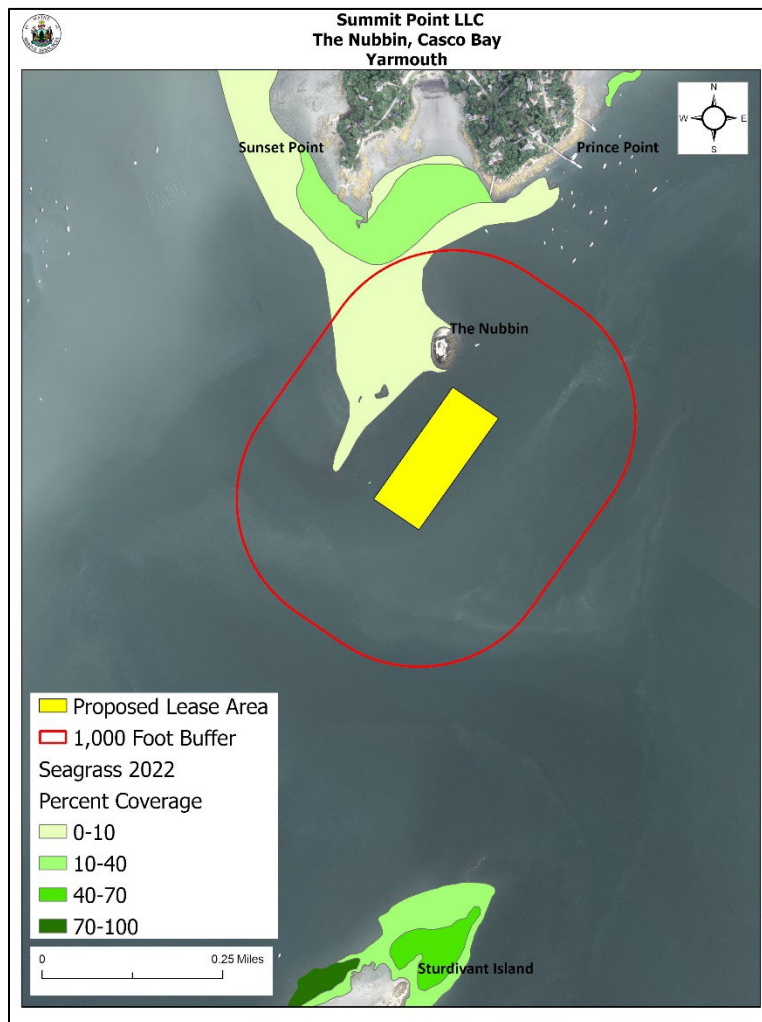 Summit Point LLC
The Nubbin, Casco Bay
Yarmouth
N
W E
S
Sunset Point
Prince Point
The Nubbin
Proposed Lease Area
1,000 Foot Buffer
Seagrass 2022
Percent Coverage
0-10
10-40
40-70
70-100
0 0.25 Miles
Sturdivant Island